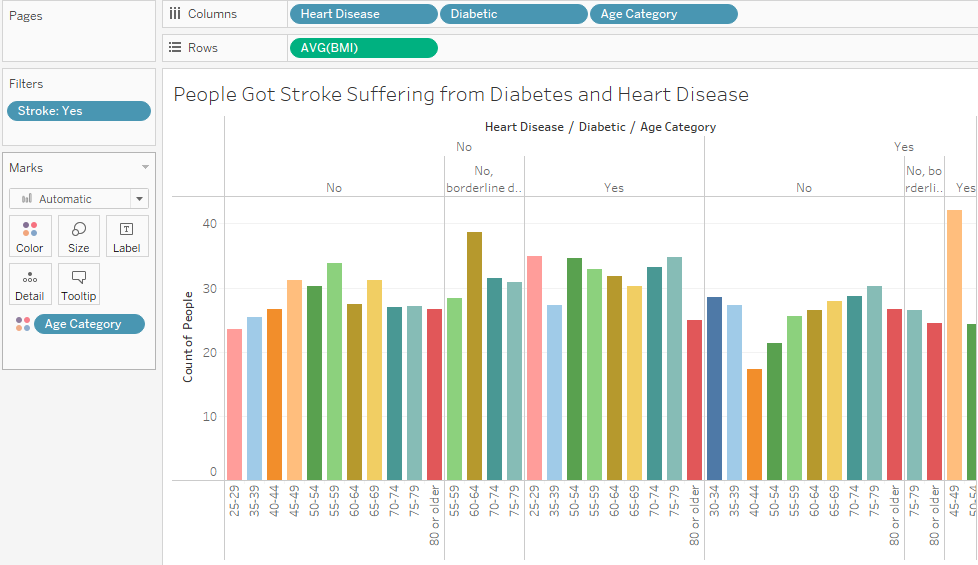 Pages
Columns
Heart Disease
Diabetic
Age Category
Rows
AVG(BMI)
Filters
Stroke: Yes
Marks
Automatic
Color
Size
Label
Detail
Tooltip
Age Category
People Got Stroke Suffering from Diabetes and Heart Disease
Heart Disease / Diabetic / Age Category
No
Yes
No
No,
borderline d..
Yes
No
No, bo
rderli..
Yes
Count of People
40
30
20
10
0
25-29
35-39
40-44
45-49
50-54
55-59
60-64
65-69
70-74
75-79
80 or older
55-59
60-64
70-74
75-79
25-29
35-39
50-54
55-59
60-64
65-69
70-74
75-79
80 or older
30-34
35-39
40-44
50-54
55-59
60-64
65-69
70-74
75-79
80 or older
75-79
80 or older
45-49
50-54